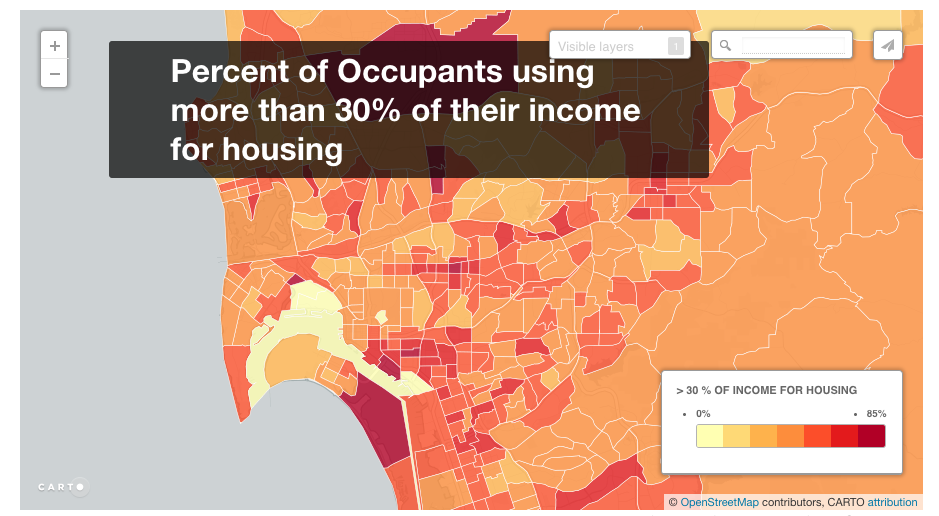 +
−
Visible layers
1
Percent of Occupants using
more than 30% of their income
for housing
> 30 % OF INCOME FOR HOUSING
• 0%
• 85%
CARTO
© OpenStreetMap contributors, CARTO attribution